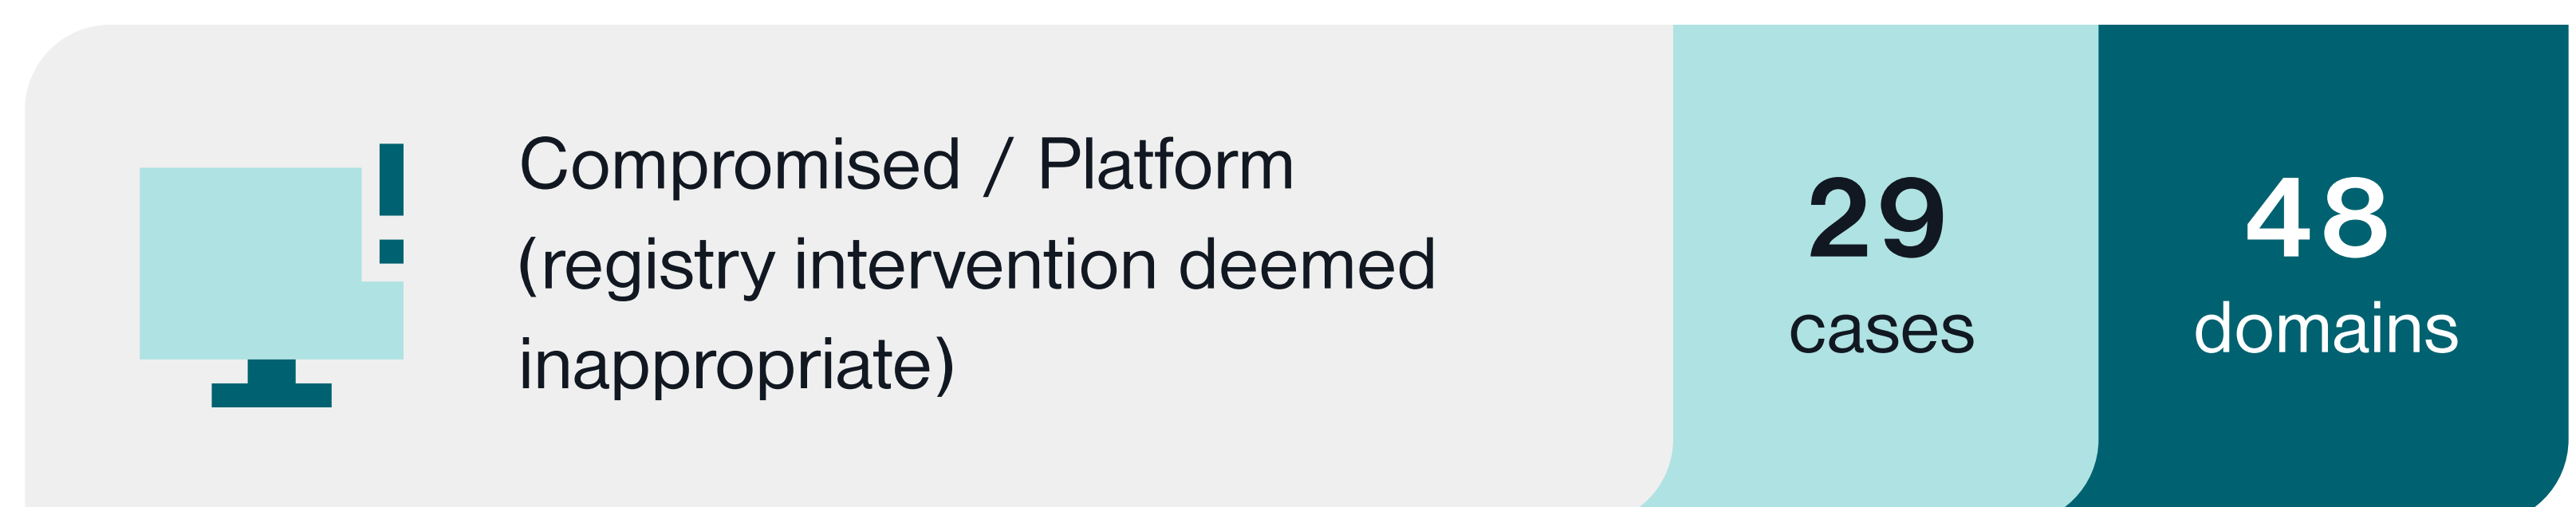 Compromised / Platform
(registry intervention deemed
inappropriate)
29
cases
48
domains